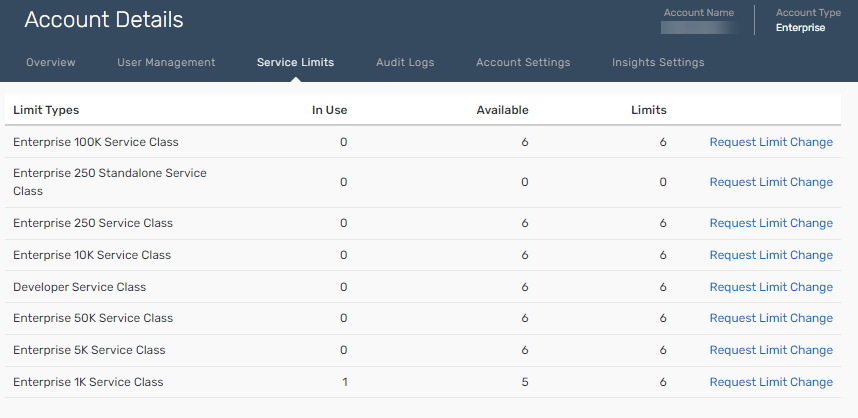 Account Details
Account Name
Account Type
Enterprise
Overview User Management Service Limits Audit Logs Account Settings Insights Settings
Limit Types In Use Available Limits
Enterprise 100K Service Class 0 6 6 Request Limit Change
Enterprise 250 Standalone Service
Class 0 0 0 Request Limit Change
Enterprise 250 Service Class 0 6 6 Request Limit Change
Enterprise 10K Service Class 0 6 6 Request Limit Change
Developer Service Class 0 6 6 Request Limit Change
Enterprise 50K Service Class 0 6 6 Request Limit Change
Enterprise 5K Service Class 0 6 6 Request Limit Change
Enterprise 1K Service Class 1 5 6 Request Limit Change